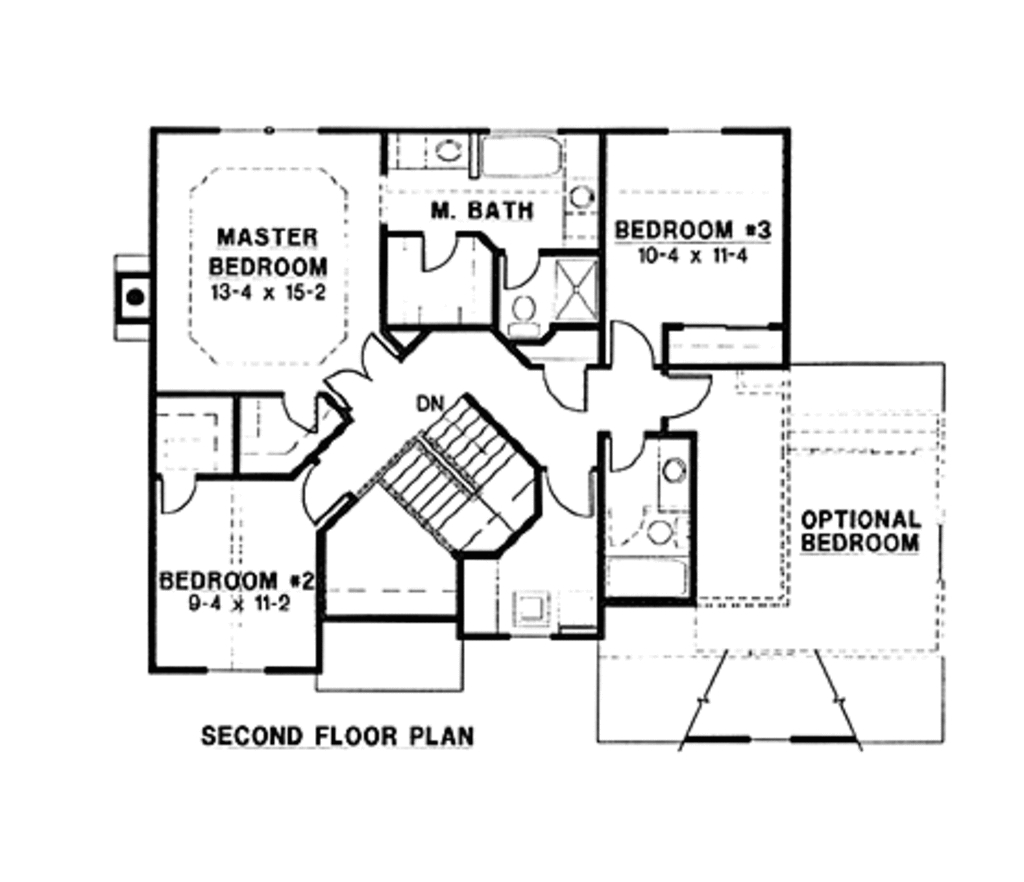 MASTER
BEDROOM
13-4 x 15-2
M. BATH
BEDROOM #3
10-4 x 11-4
DN
OPTIONAL
BEDROOM
BEDROOM #2
9-4 x 11-2
SECOND FLOOR PLAN